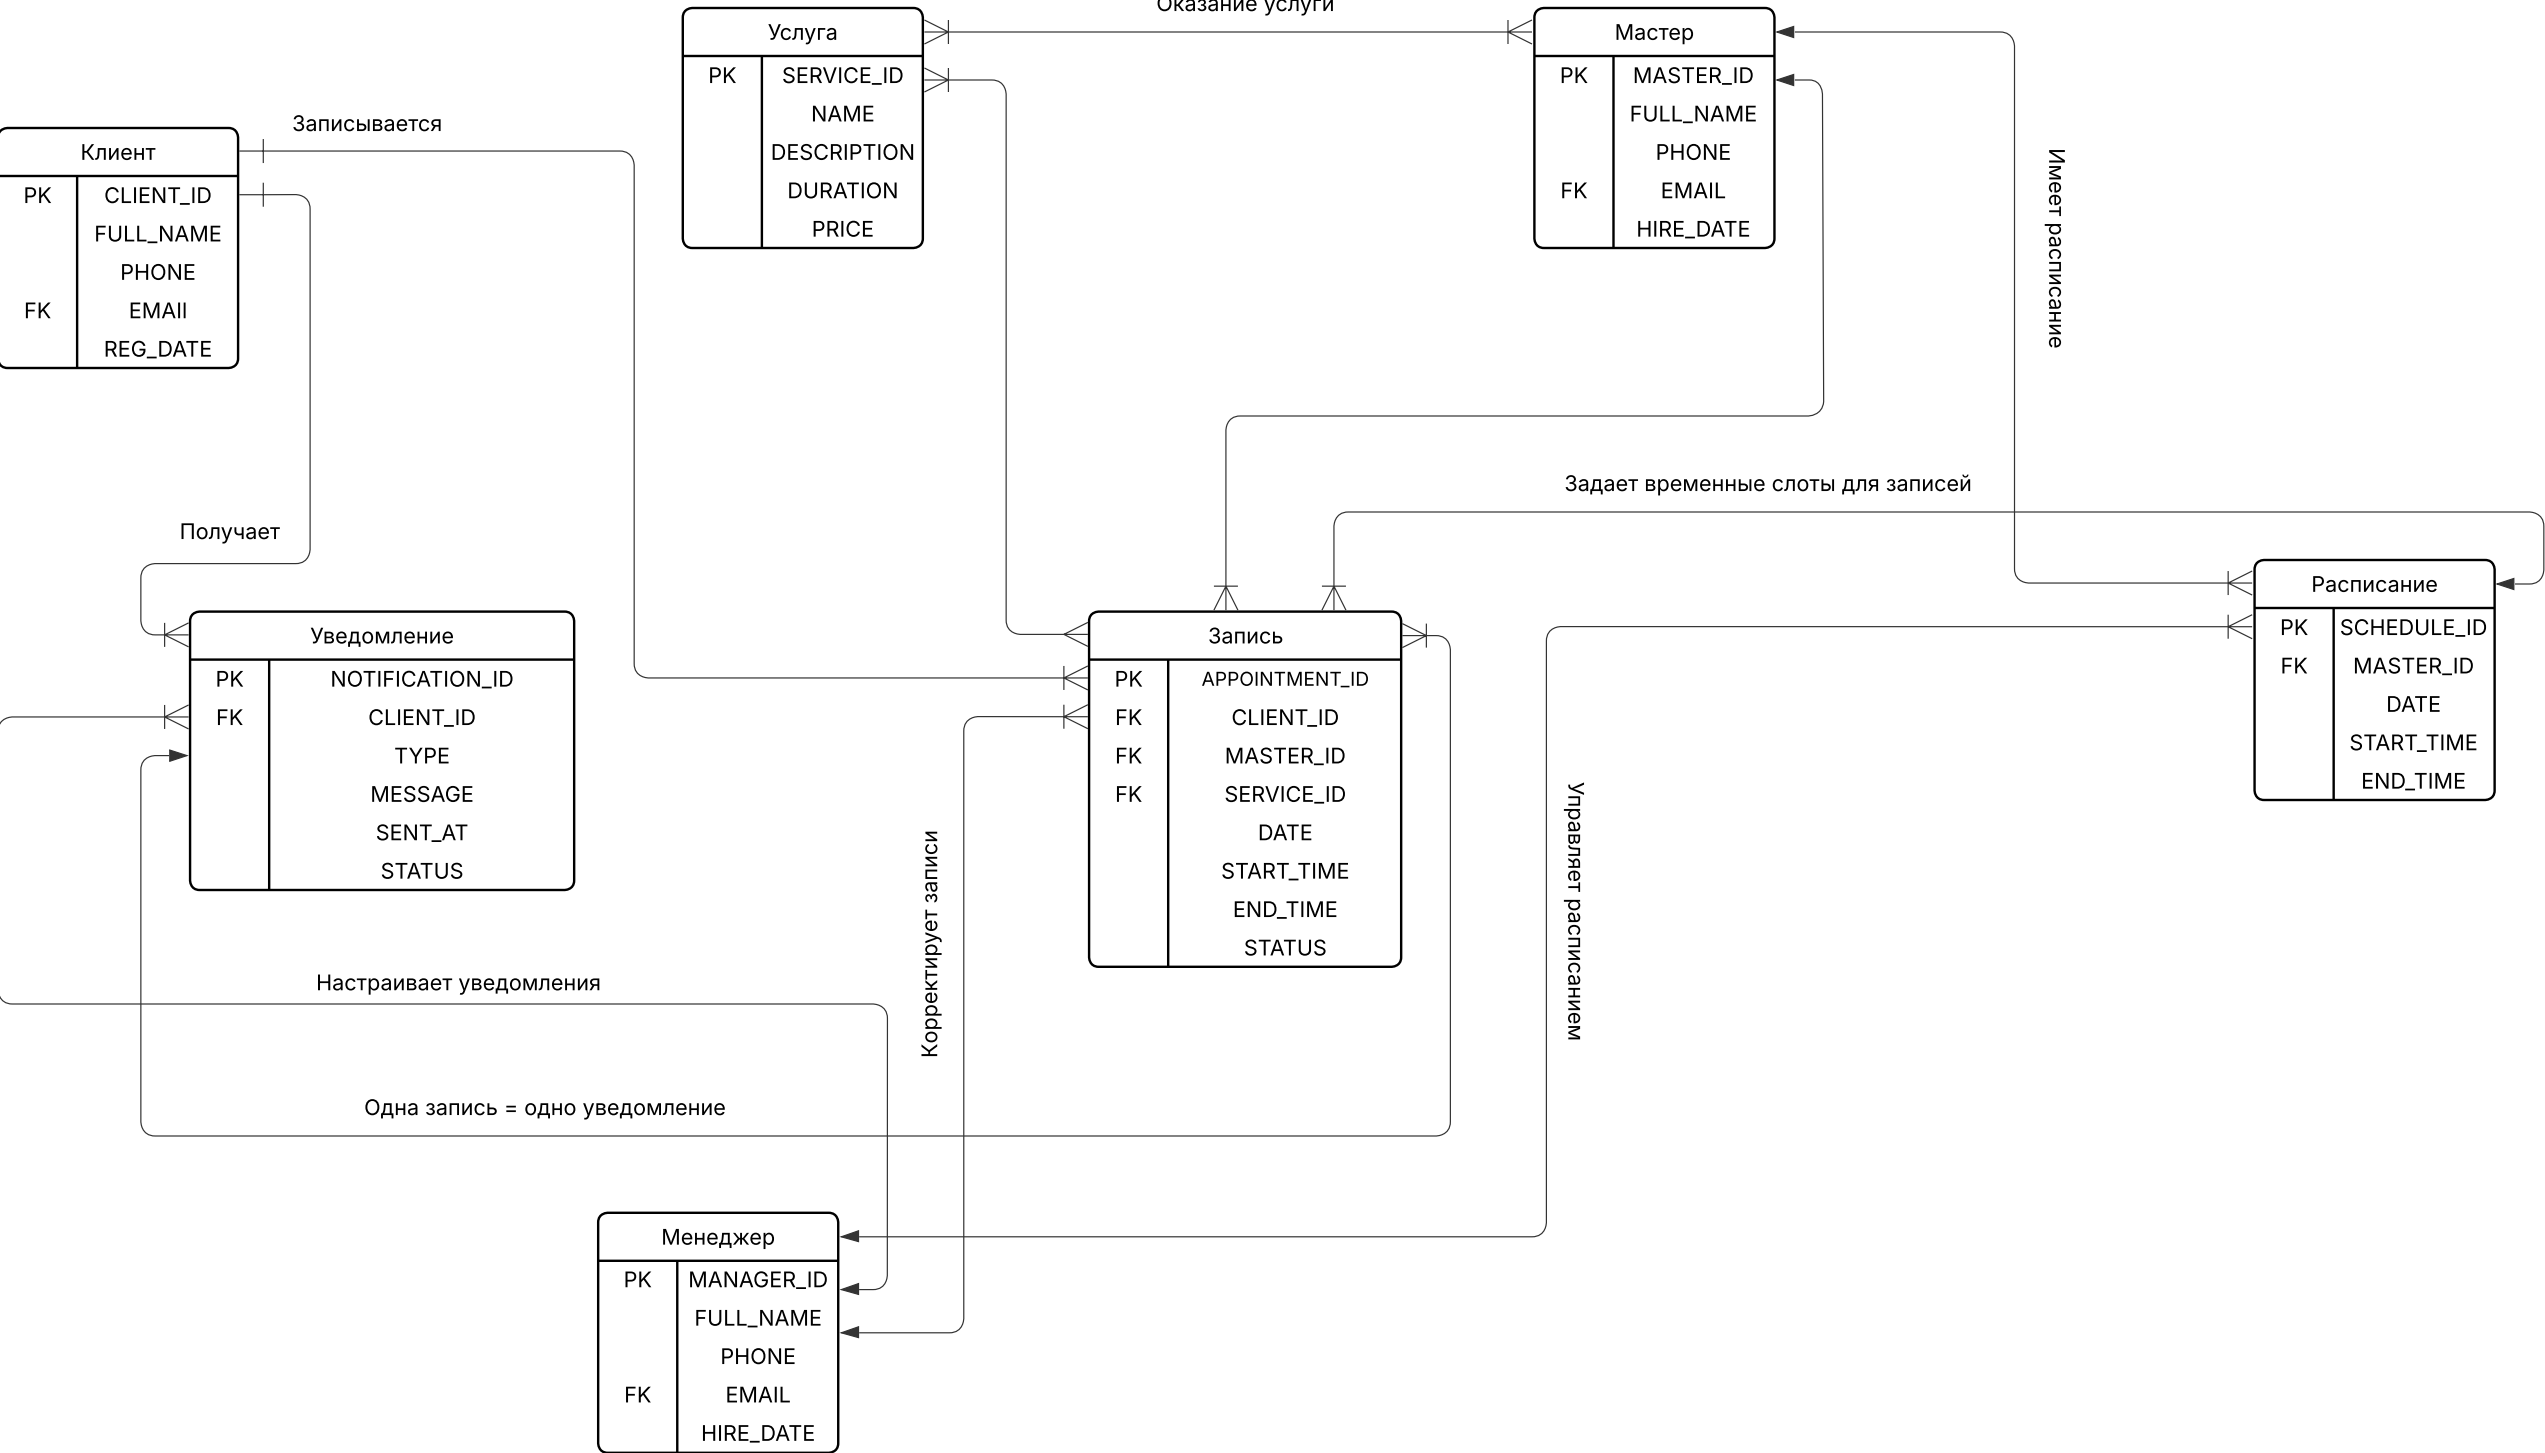 Оказание услуги
Услуга
PK SERVICE_ID
NAME
DESCRIPTION
DURATION
PRICE
Мастер
PK MASTER_ID
FULL_NAME
PHONE
FK EMAIL
HIRE_DATE
Записывается
Клиент
PK CLIENT_ID
FULL_NAME
PHONE
FK EMAIl
REG_DATE
Имеет расписание
Получает
Задает временные слоты для записей
Уведомление
PK NOTIFICATION_ID
FK CLIENT_ID
TYPE
MESSAGE
SENT_AT
STATUS
Запись
PK APPOINTMENT_ID
FK CLIENT_ID
FK MASTER_ID
FK SERVICE_ID
DATE
START_TIME
END_TIME
STATUS
Расписание
PK SCHEDULE_ID
FK MASTER_ID
DATE
START_TIME
END_TIME
Корректирует записи
Управляет расписанием
Настраивает уведомления
Одна запись = одно уведомление
Менеджер
PK MANAGER_ID
FULL_NAME
PHONE
FK EMAIL
HIRE_DATE